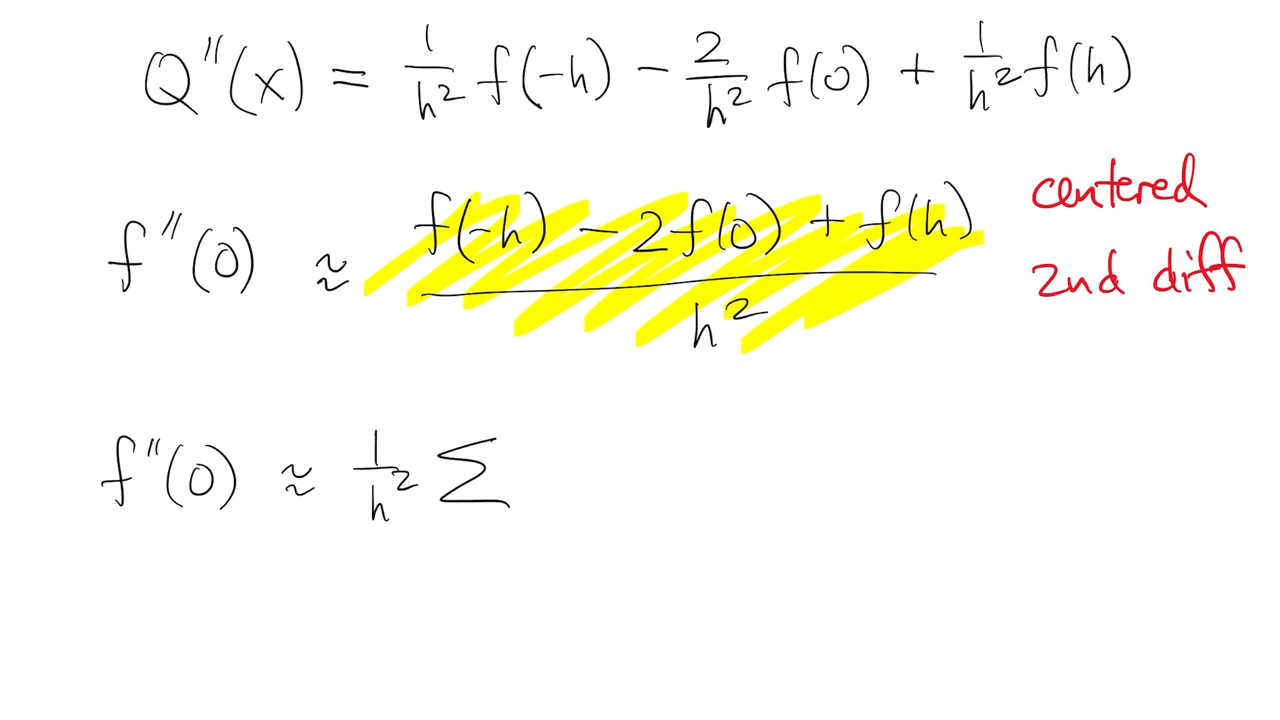 Q''(x) = 1/h² f(-h) - 2/h² f(0) + 1/h² f(h)
f''(0) ≈ (f(-h) - 2f(0) + f(h))/h²
centered
2nd diff
f''(0) ≈ 1/h² Σ